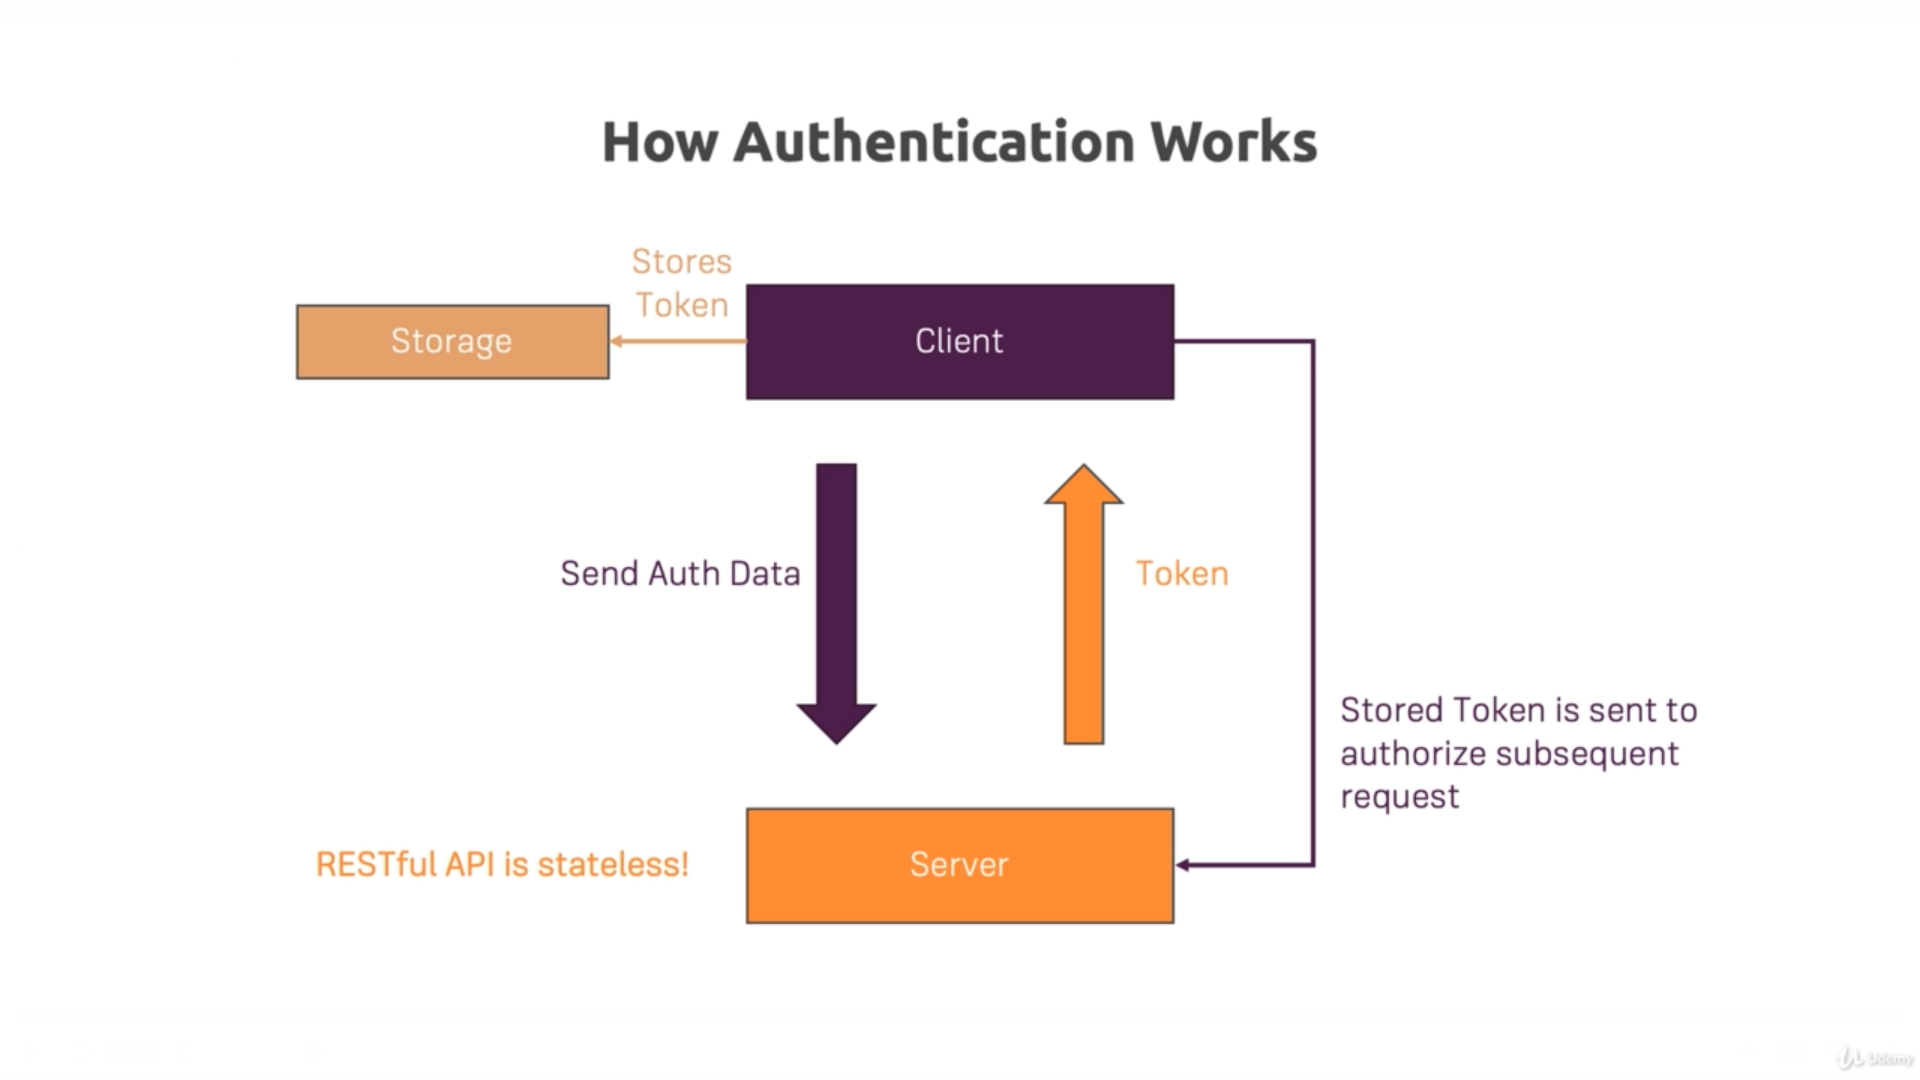 How Authentication Works
Stores
Token
Storage
Client
Send Auth Data
Token
Stored Token is sent to
authorize subsequent
request
RESTful API is stateless!
Server
Udemy